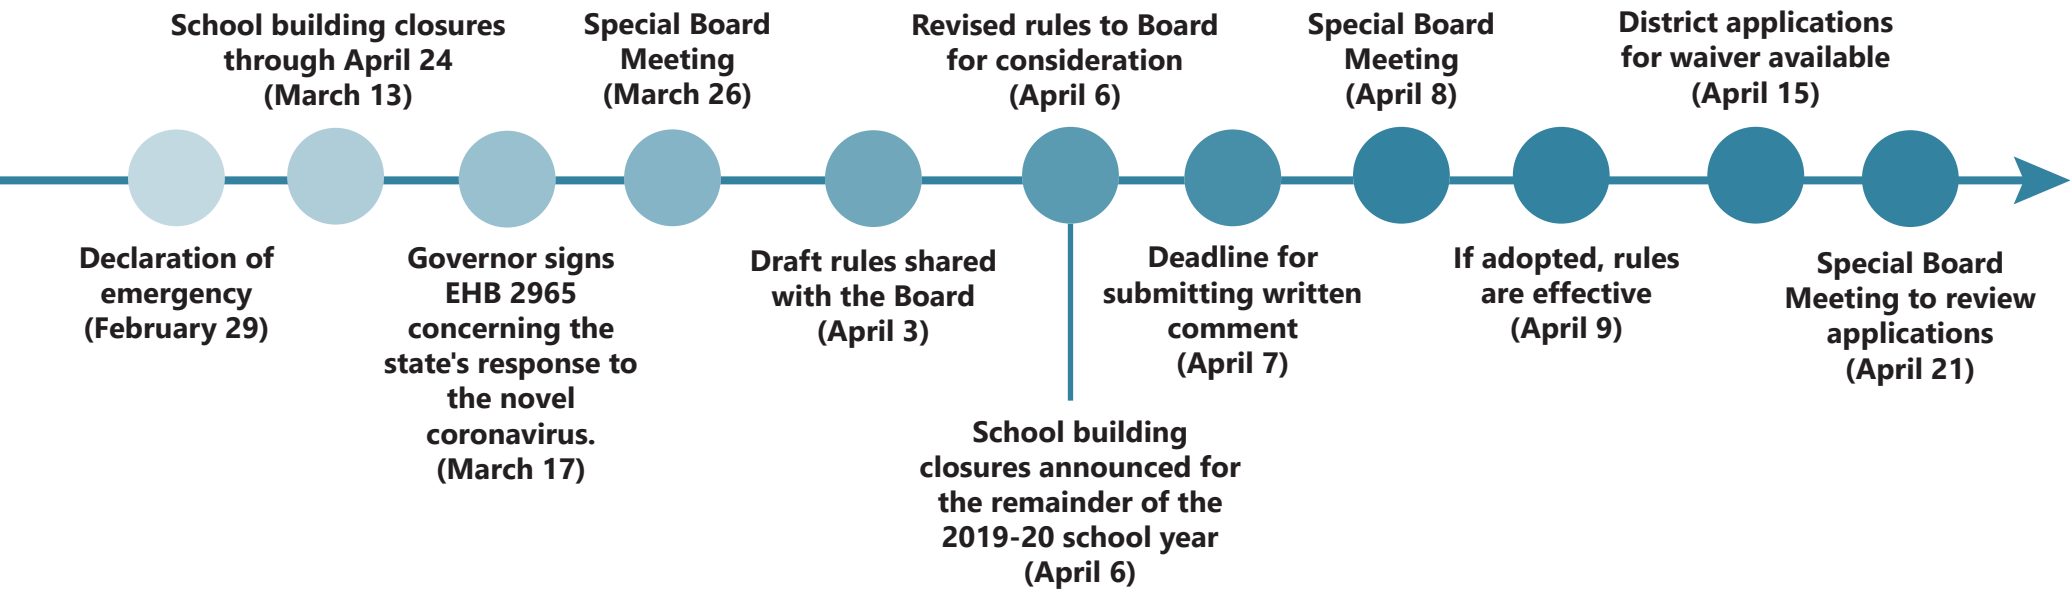 School building closures
through April 24
(March 13)
Special Board
Meeting
(March 26)
Revised rules to Board
for consideration
(April 6)
Special Board
Meeting
(April 8)
District applications
for waiver available
(April 15)
Declaration of
emergency
(February 29)
Governor signs
EHB 2965
concerning the
state's response to
the novel
coronavirus.
(March 17)
Draft rules shared
with the Board
(April 3)
School building
closures announced for
the remainder of the
2019-20 school year
(April 6)
Deadline for
submitting written
comment
(April 7)
If adopted, rules
are effective
(April 9)
Special Board
Meeting to review
applications
(April 21)